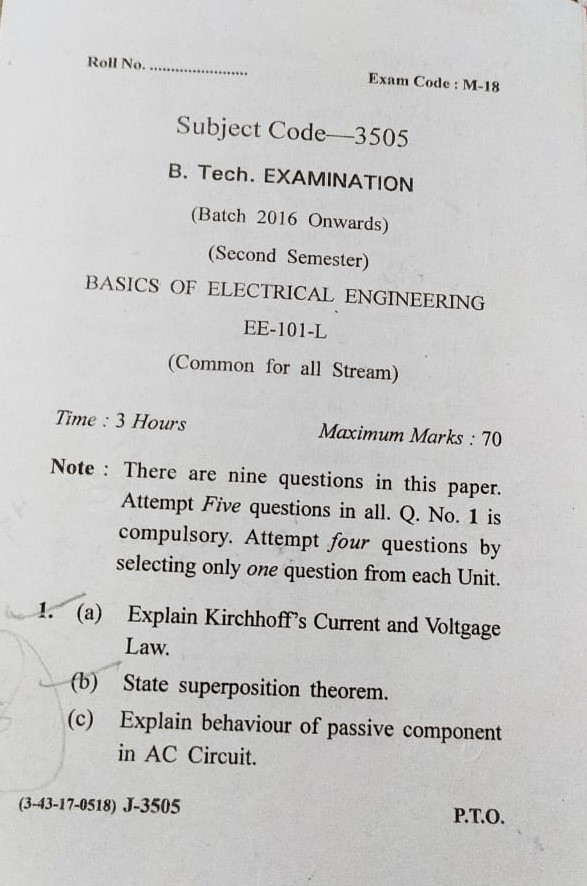 Roll No. ........................
Exam Code : M-18
Subject Code—3505
B. Tech. EXAMINATION
(Batch 2016 Onwards)
(Second Semester)
BASICS OF ELECTRICAL ENGINEERING
EE-101-L
(Common for all Stream)
Time : 3 Hours
Maximum Marks : 70
Note : There are nine questions in this paper.
Attempt Five questions in all. Q. No. 1 is
compulsory. Attempt four questions by
selecting only one question from each Unit.
1. (a) Explain Kirchhoff's Current and Voltgage
Law.
(b) State superposition theorem.
(c) Explain behaviour of passive component
in AC Circuit.
(3-43-17-0518) J-3505
P.T.O.